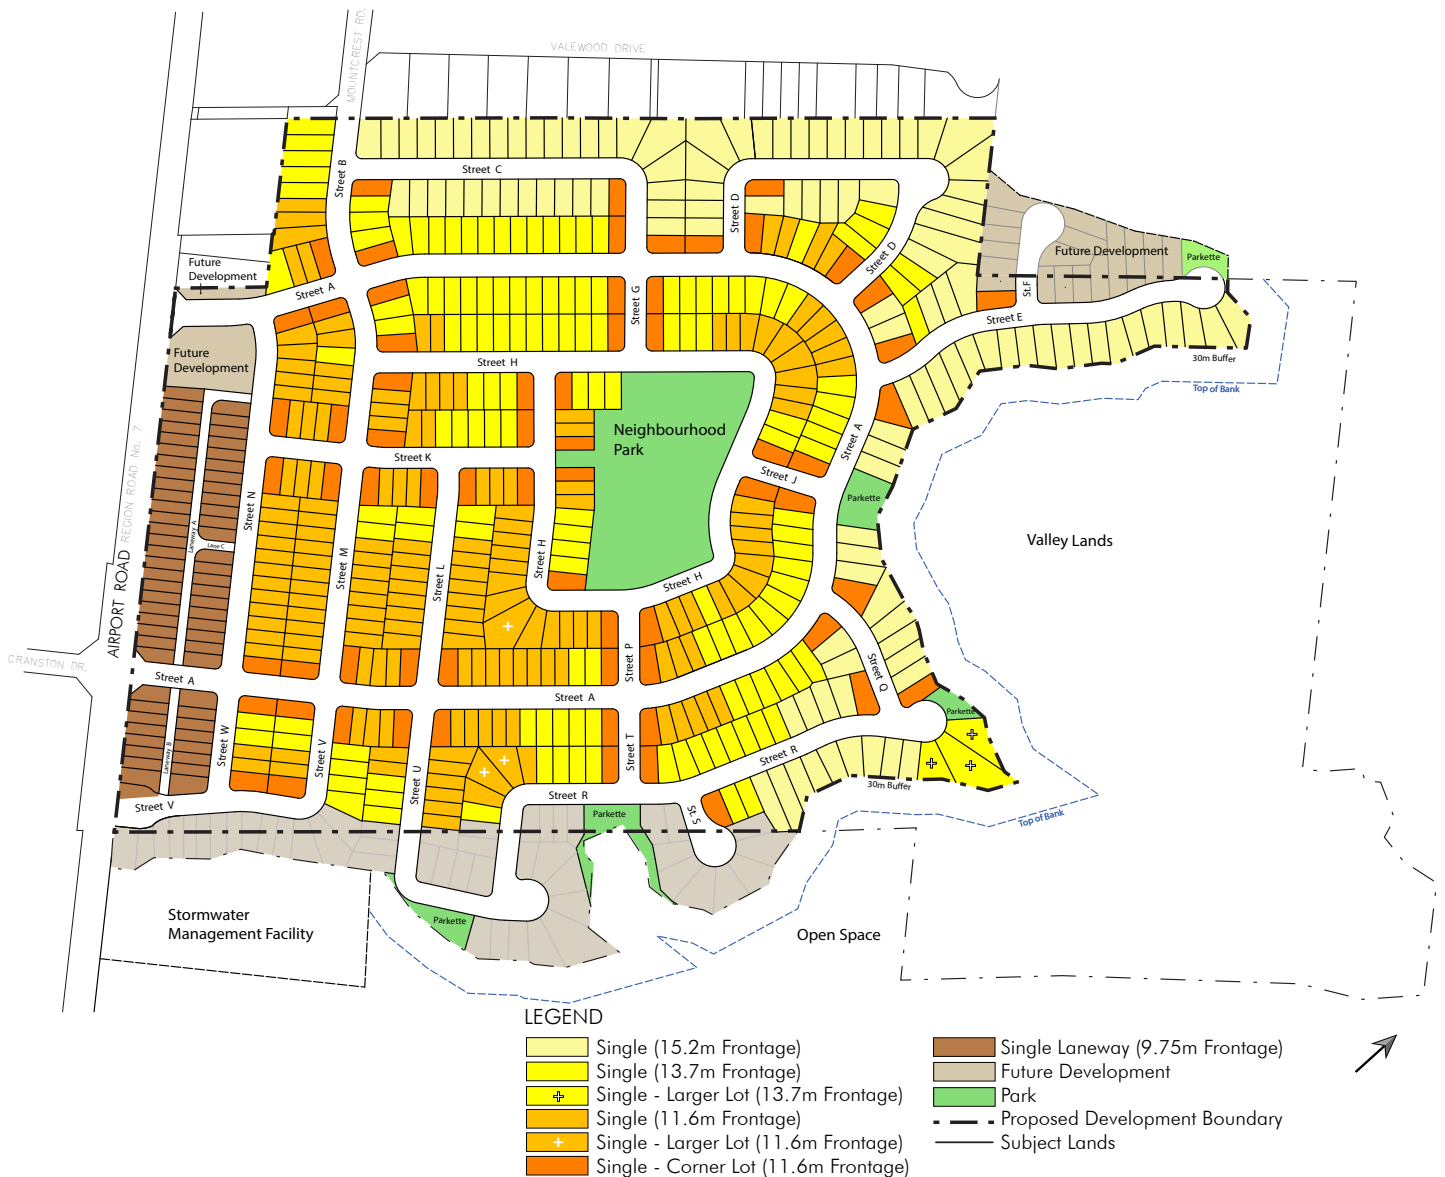 VALEWOOD DRIVE
MOUNTCREST RD.
Street B
Street C
Street D
Street D
Future
Development
Street A
Future Development
Parkette
St.F
Street E
30m Buffer
Top of Bank
Street G
Street H
Future
Development
Neighbourhood
Park
Street A
Street J
Street K
REGION ROAD No. 7
AIRPORT ROAD
Laneway A
Lane C
Street N
Street M
Street L
Street H
Street H
Parkette
Valley Lands
CRANSTON DR.
Street A
Street P
Street Q
Street A
Parkette
Laneway B
Street W
Street V
Street U
Street T
Street R
Street R
30m Buffer
Top of Bank
Street V
Parkette
St. S
Stormwater
Management Facility
Parkette
Open Space
LEGEND
Single (15.2m Frontage)
Single (13.7m Frontage)
Single - Larger Lot (13.7m Frontage)
Single (11.6m Frontage)
Single - Larger Lot (11.6m Frontage)
Single - Corner Lot (11.6m Frontage)
Single Laneway (9.75m Frontage)
Future Development
Park
Proposed Development Boundary
Subject Lands